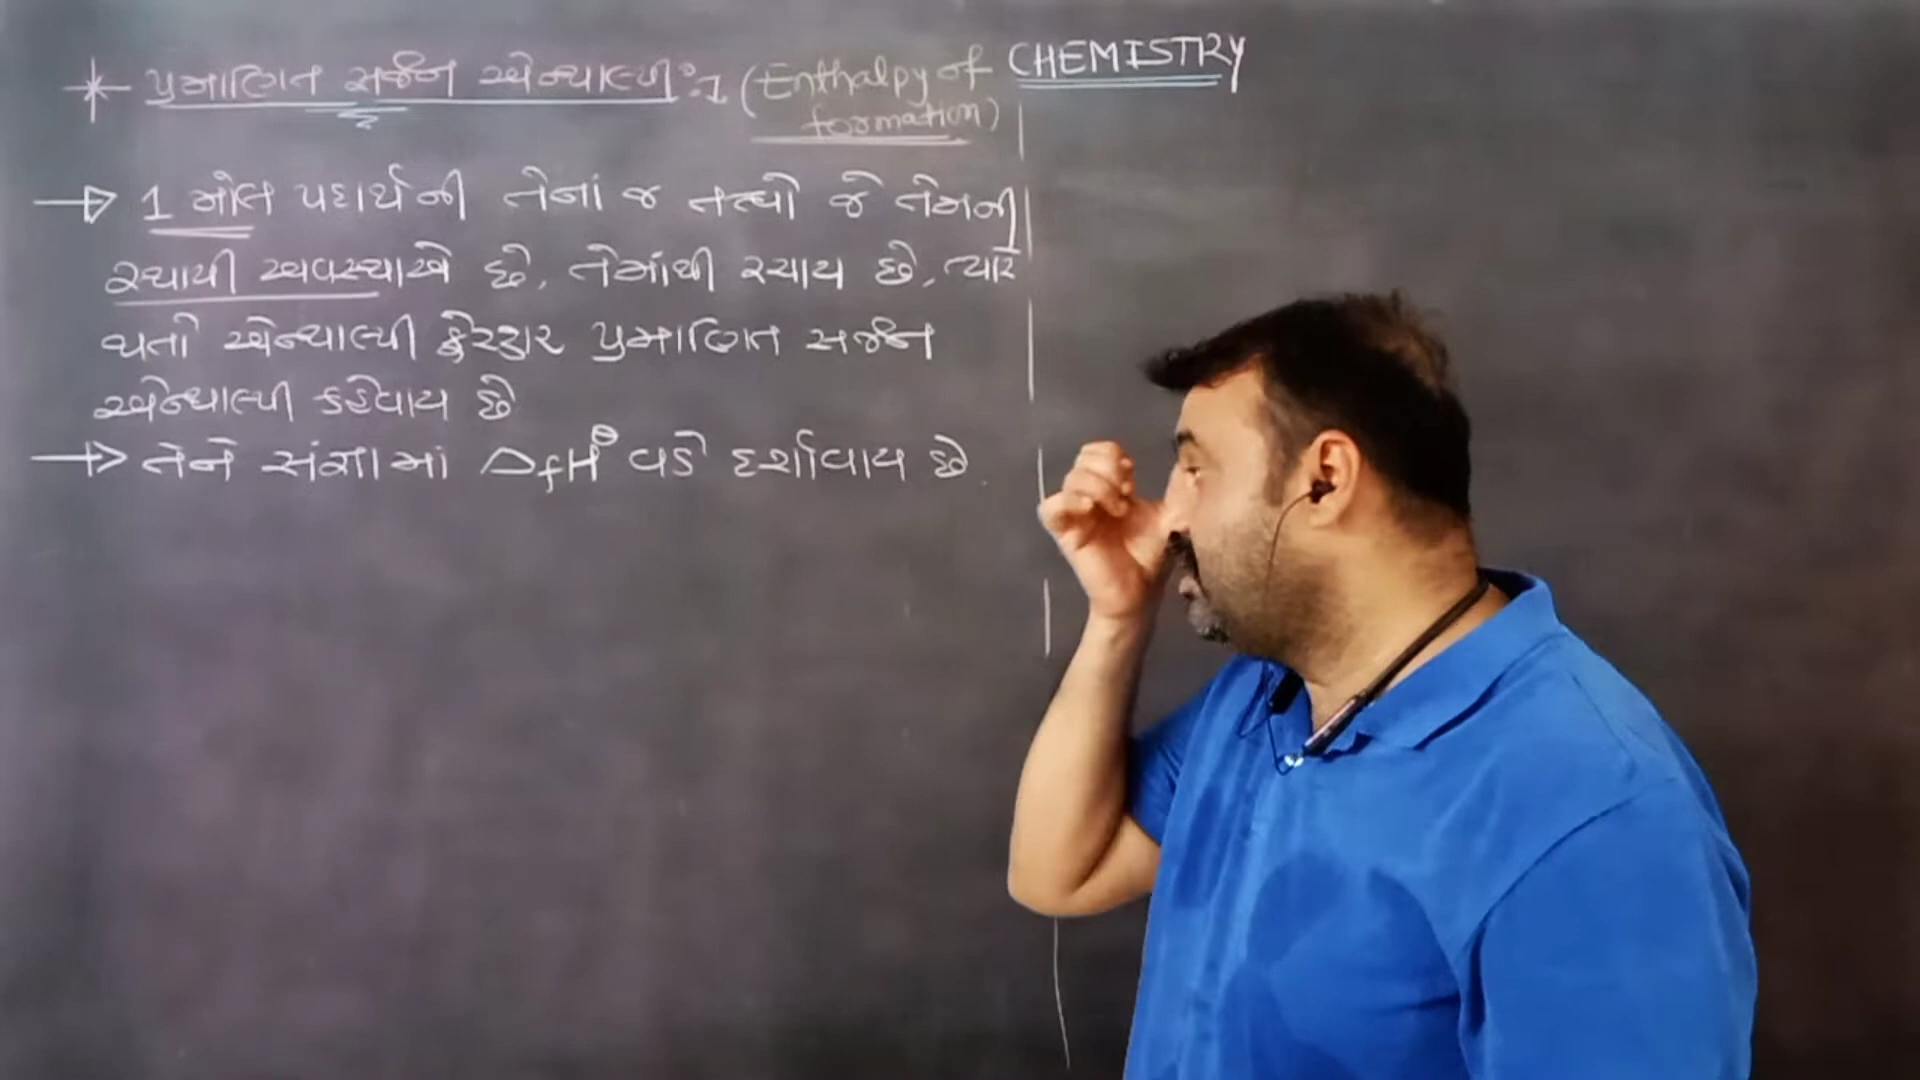 CHEMISTRY
* પ્રમાણિત સર્જન એન્થાલ્પી :- (Enthalpy of
formation)
→ 1 મોલ પદાર્થની તેનાં જ તત્વો જે તેમની
સ્થાયી અવસ્થાએ છે, તેમાંથી રચાય છે, ત્યારે
થતો એન્થાલ્પી ફેરફાર પ્રમાણિત સર્જન
એન્થાલ્પી કહેવાય છે
→ તેને સંજ્ઞામાં ΔfH⊖ વડે દર્શાવાય છે.